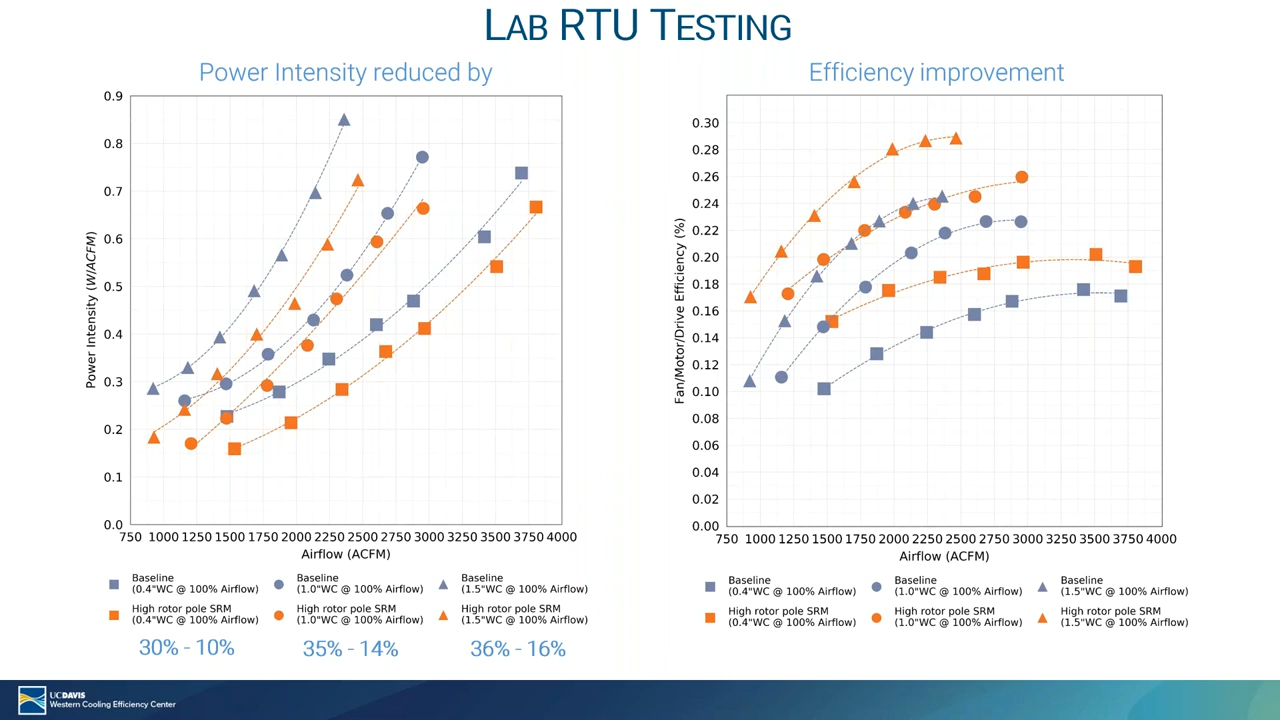 LAB RTU TESTING
Power Intensity reduced by
Efficiency improvement
0.9
0.8
0.7
0.6
0.5
0.4
0.3
0.2
0.1
0.0
Power Intensity (W/ACFM)
750 1000 1250 1500 1750 2000 2250 2500 2750 3000 3250 3500 3750 4000
Airflow (ACFM)
Baseline
(0.4"WC @ 100% Airflow)
Baseline
(1.0"WC @ 100% Airflow)
Baseline
(1.5"WC @ 100% Airflow)
High rotor pole SRM
(0.4"WC @ 100% Airflow)
High rotor pole SRM
(1.0"WC @ 100% Airflow)
High rotor pole SRM
(1.5"WC @ 100% Airflow)
30% - 10%
35% - 14%
36% - 16%
0.30
0.28
0.26
0.24
0.22
0.20
0.18
0.16
0.14
0.12
0.10
0.08
0.06
0.04
0.02
0.00
Fan/Motor/Drive Efficiency (%)
750 1000 1250 1500 1750 2000 2250 2500 2750 3000 3250 3500 3750 4000
Airflow (ACFM)
Baseline
(0.4"WC @ 100% Airflow)
Baseline
(1.0"WC @ 100% Airflow)
Baseline
(1.5"WC @ 100% Airflow)
High rotor pole SRM
(0.4"WC @ 100% Airflow)
High rotor pole SRM
(1.0"WC @ 100% Airflow)
High rotor pole SRM
(1.5"WC @ 100% Airflow)
UCDAVIS
Western Cooling Efficiency Center